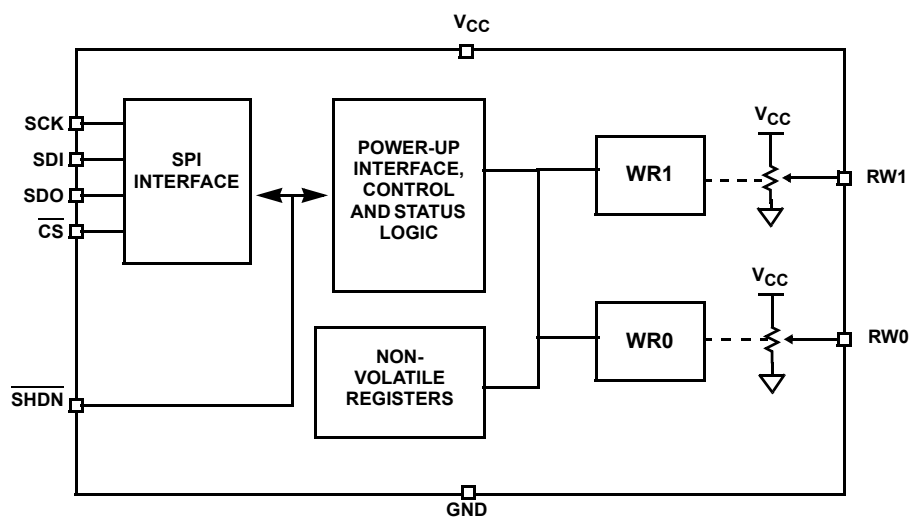 VCC
SCK
SDI
SDO
CS
SHDN
SPI
INTERFACE
POWER-UP
INTERFACE,
CONTROL
AND STATUS
LOGIC
NON-
VOLATILE
REGISTERS
WR1
VCC
RW1
WR0
VCC
RW0
GND